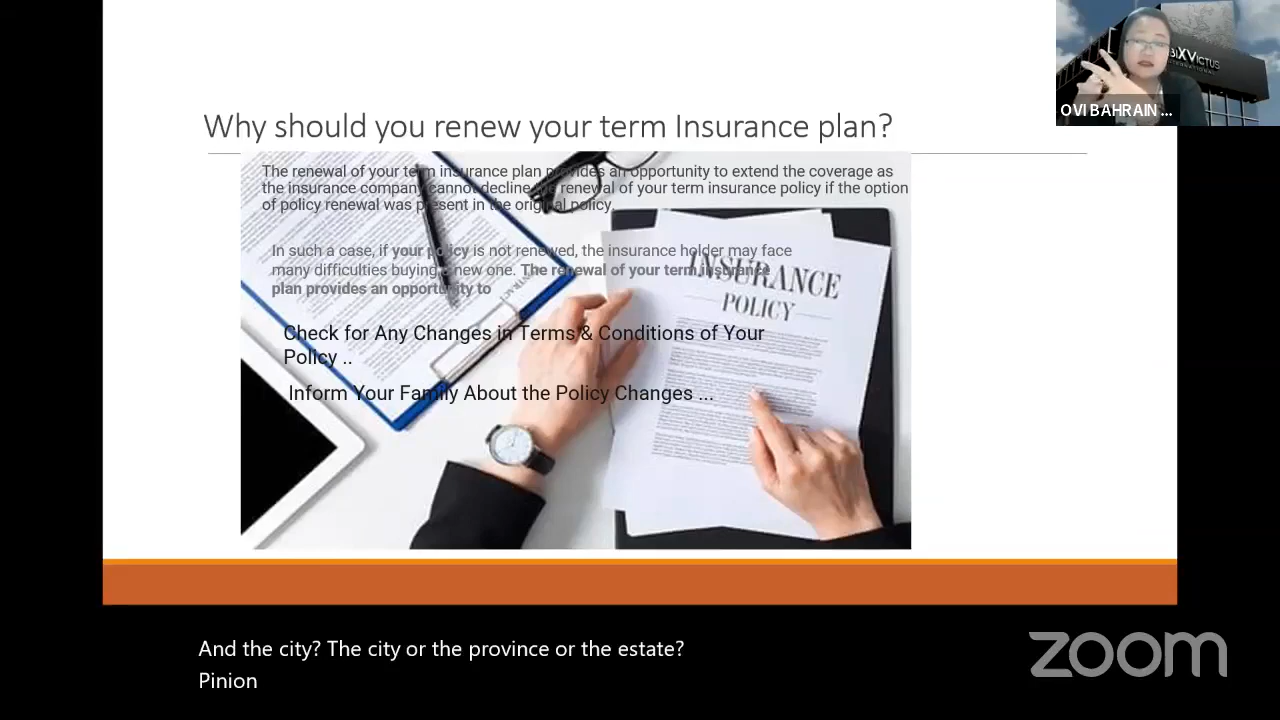 BIXVICTUS
INTERNATIONAL
OVI BAHRAIN ...
Why should you renew your term Insurance plan?
The renewal of your term insurance plan provides an opportunity to extend the coverage as
the insurance company cannot decline the renewal of your term insurance policy if the option
of policy renewal was present in the original policy.
In such a case, if your policy is not renewed, the insurance holder may face
many difficulties buying a new one. The renewal of your term insurance
plan provides an opportunity to
INSURANCE
POLICY
Check for Any Changes in Terms & Conditions of Your
Policy ..
Inform Your Family About the Policy Changes ...
And the city? The city or the province or the estate?
Pinion
zoom